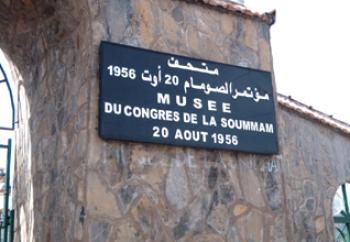 متحف
مؤتمر الصومام 20 أوت 1956
MUSEE
DU CONGRES DE LA SOUMMAM
20 AOUT 1956